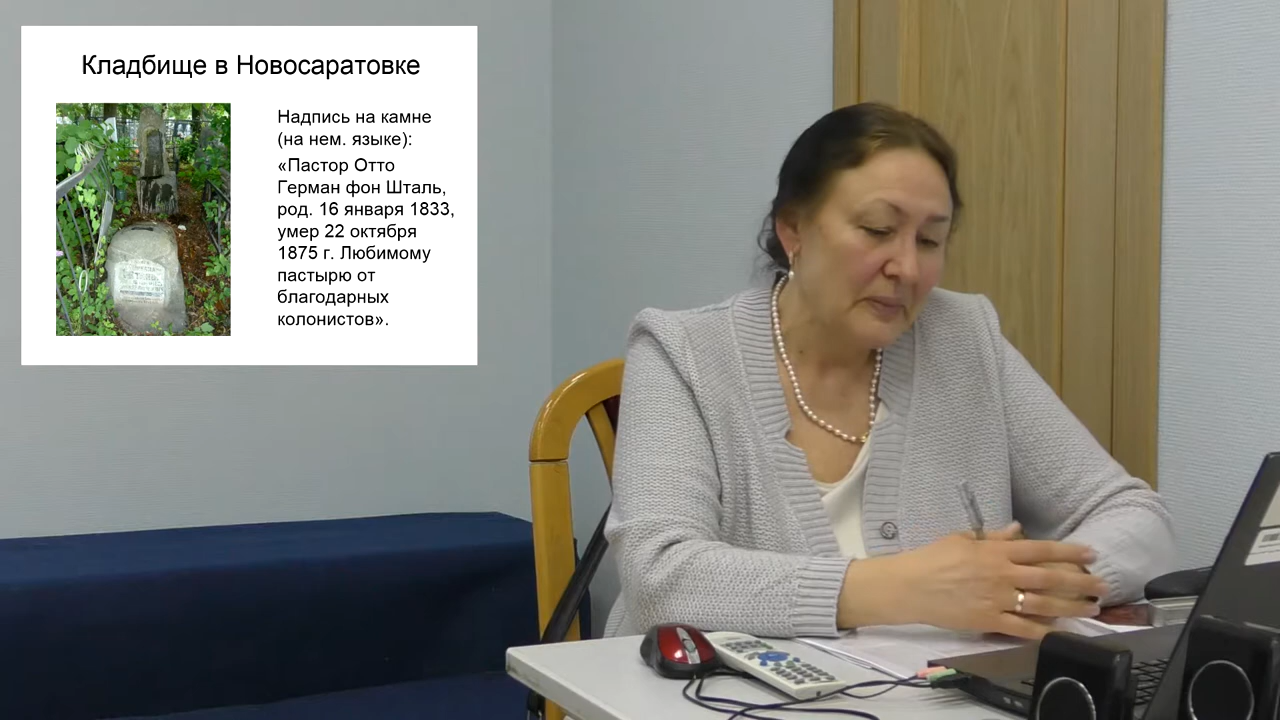 Кладбище в Новосаратовке
Надпись на камне
(на нем. языке):
«Пастор Отто
Герман фон Шталь,
род. 16 января 1833,
умер 22 октября
1875 г. Любимому
пастырю от
благодарных
колонистов».